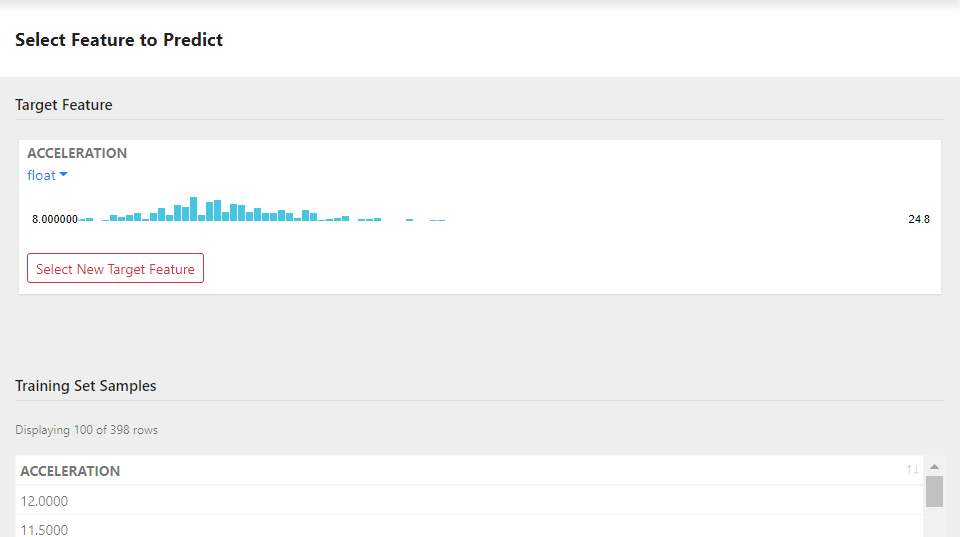 Select Feature to Predict
Target Feature
ACCELERATION
float
8.000000 24.8
Select New Target Feature
Training Set Samples
Displaying 100 of 398 rows
ACCELERATION
12.0000
11.5000